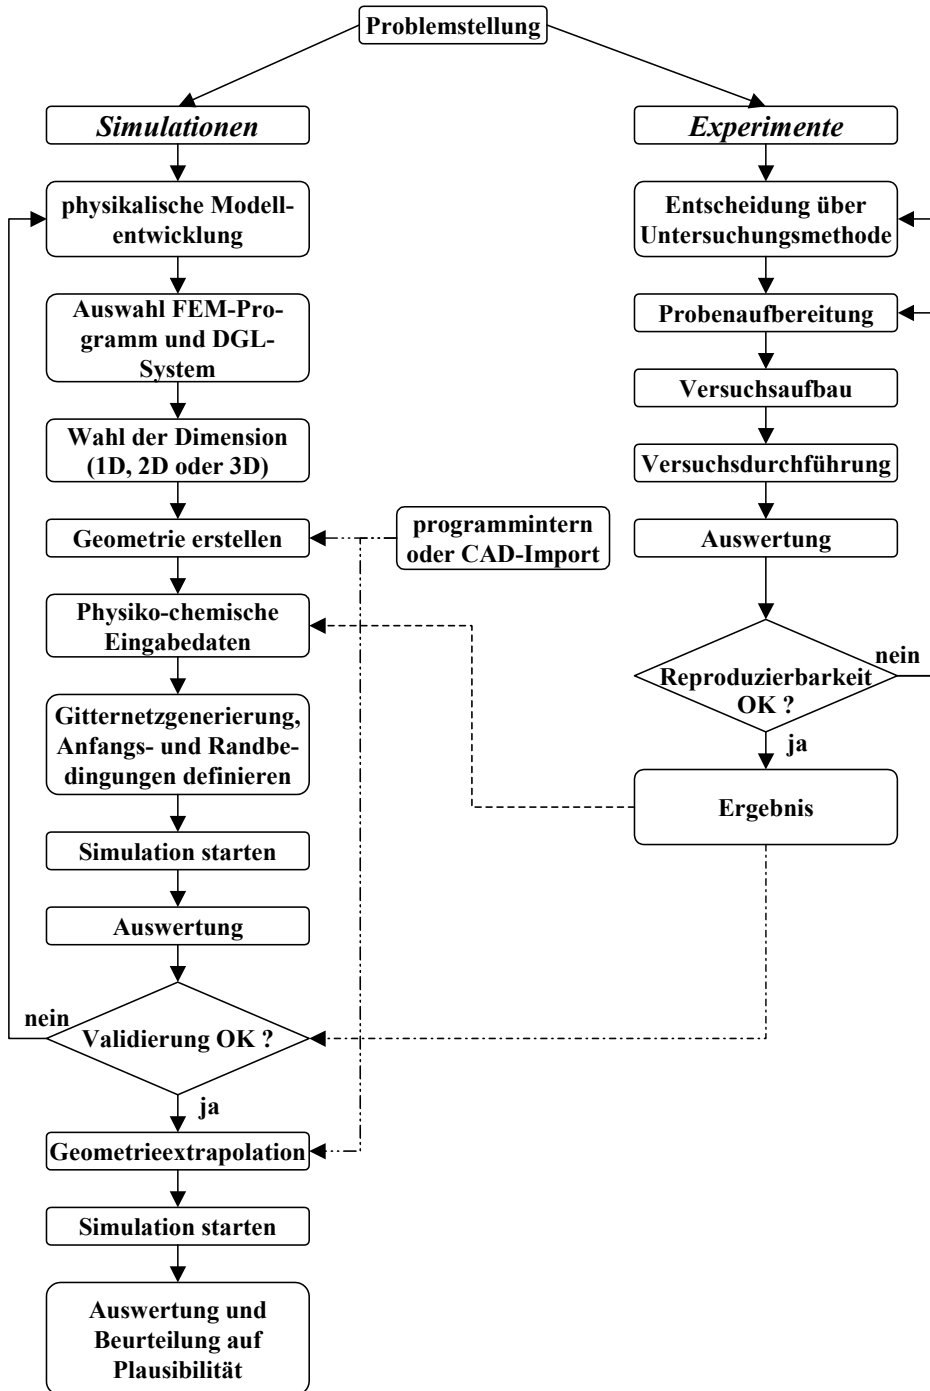 Problemstellung
Simulationen
physikalische Modell-
entwicklung
Auswahl FEM-Pro-
gramm und DGL-
System
Wahl der Dimension
(1D, 2D oder 3D)
Geometrie erstellen
programmintern
oder CAD-Import
Physiko-chemische
Eingabedaten
Gitternetzgenerierung,
Anfangs- und Randbe-
dingungen definieren
Simulation starten
Auswertung
nein
Validierung OK ?
ja
Geometrieextrapolation
Simulation starten
Auswertung und
Beurteilung auf
Plausibilität
Experimente
Entscheidung über
Untersuchungsmethode
Probenaufbereitung
Versuchsaufbau
Versuchsdurchführung
Auswertung
nein
Reproduzierbarkeit
OK ?
ja
Ergebnis